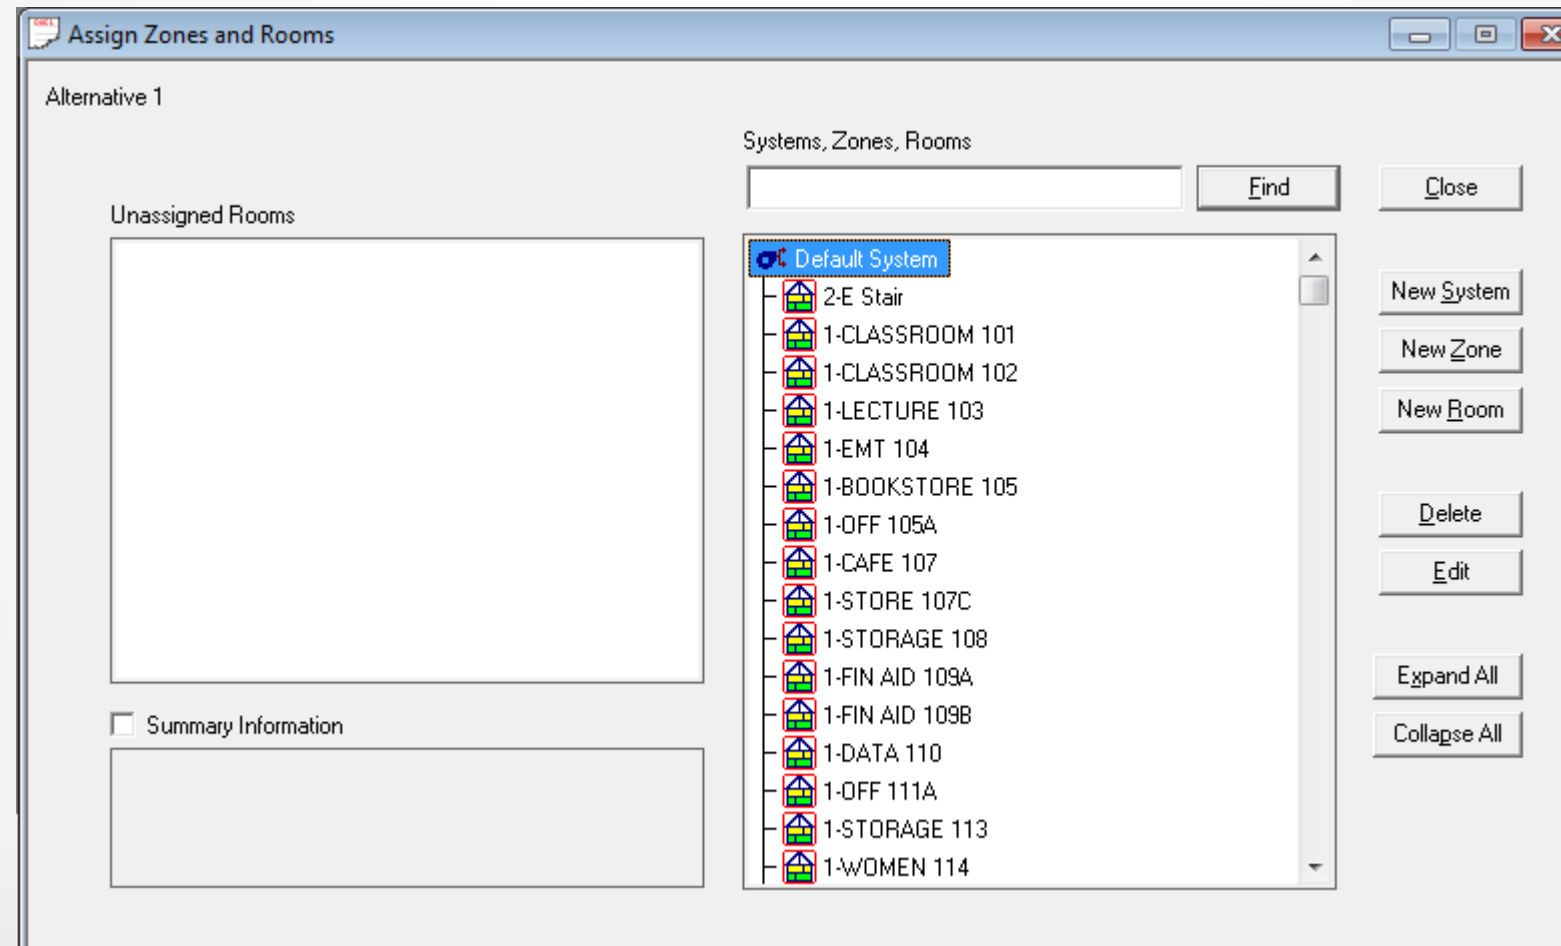 Assign Zones and Rooms
Alternative 1
Systems, Zones, Rooms
Find
Close
Unassigned Rooms
Default System
2-E Stair
1-CLASSROOM 101
1-CLASSROOM 102
1-LECTURE 103
1-EMT 104
1-BOOKSTORE 105
1-OFF 105A
1-CAFE 107
1-STORE 107C
1-STORAGE 108
1-FIN AID 109A
1-FIN AID 109B
1-DATA 110
1-OFF 111A
1-STORAGE 113
1-WOMEN 114
New System
New Zone
New Room
Delete
Edit
Expand All
Collapse All
Summary Information